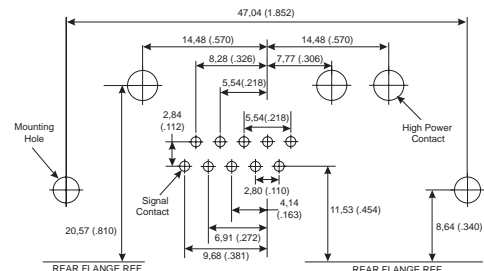 47,04 (1.852)
14,48 (.570)
14,48 (.570)
8,28 (.326)
7,77 (.306)
5,54(.218)
5,54(.218)
2,84
(.112)
Mounting
Hole
High Power
Contact
Signal
Contact
2,80 (.110)
4,14
(.163)
11,53 (.454)
8,64 (.340)
20,57 (.810)
6,91 (.272)
9,68 (.381)
REAR FLANGE REF
REAR FLANGE REF